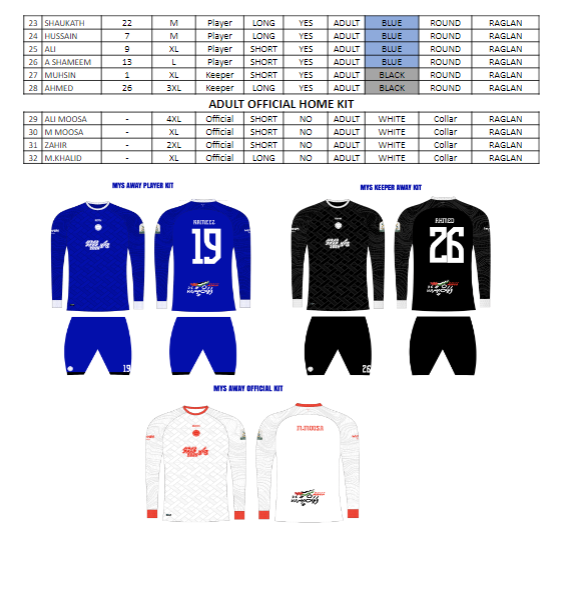 23 SHAUKATH 22 M Player LONG YES ADULT BLUE ROUND RAGLAN
24 HUSSAIN 7 M Player LONG YES ADULT BLUE ROUND RAGLAN
25 ALI 9 XL Player SHORT YES ADULT BLUE ROUND RAGLAN
26 A SHAMEEM 13 L Player SHORT YES ADULT BLUE ROUND RAGLAN
27 MUHSIN 1 XL Keeper SHORT YES ADULT BLACK ROUND RAGLAN
28 AHMED 26 3XL Keeper LONG YES ADULT BLACK ROUND RAGLAN
ADULT OFFICIAL HOME KIT
29 ALI MOOSA - 4XL Official SHORT NO ADULT WHITE Collar RAGLAN
30 M MOOSA - XL Official SHORT NO ADULT WHITE Collar RAGLAN
31 ZAHIR - 2XL Official SHORT NO ADULT WHITE Collar RAGLAN
32 M.KHALID - XL Official LONG NO ADULT WHITE Collar RAGLAN
MYS AWAY PLAYER KIT
MYS KEEPER AWAY KIT
RAMEEZ
19
AHMED
26
19
26
MYS AWAY OFFICIAL KIT
M.MOOSA